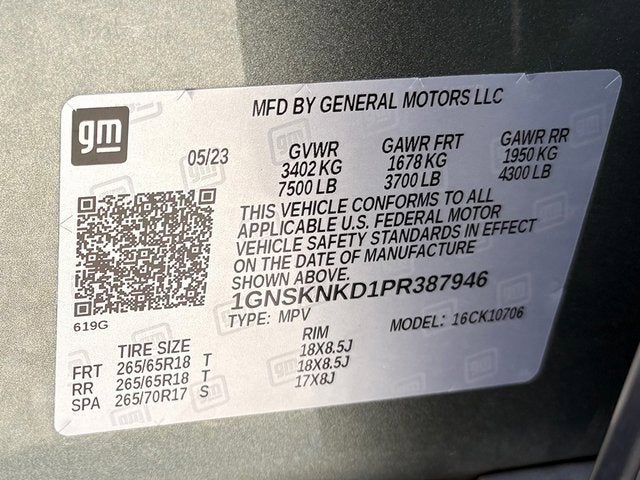 gm
MFD BY GENERAL MOTORS LLC
05/23 GVWR GAWR FRT GAWR RR
3402 KG 1678 KG 1950 KG
7500 LB 3700 LB 4300 LB
THIS VEHICLE CONFORMS TO ALL
APPLICABLE U.S. FEDERAL MOTOR
VEHICLE SAFETY STANDARDS IN EFFECT
ON THE DATE OF MANUFACTURE
SHOWN ABOVE.
1GNSKNKD1PR387946
619G
TYPE: MPV MODEL: 16CK10706
TIRE SIZE RIM
FRT 265/65R18 T 18X8.5J
RR 265/65R18 T 18X8.5J
SPA 265/70R17 S 17X8J